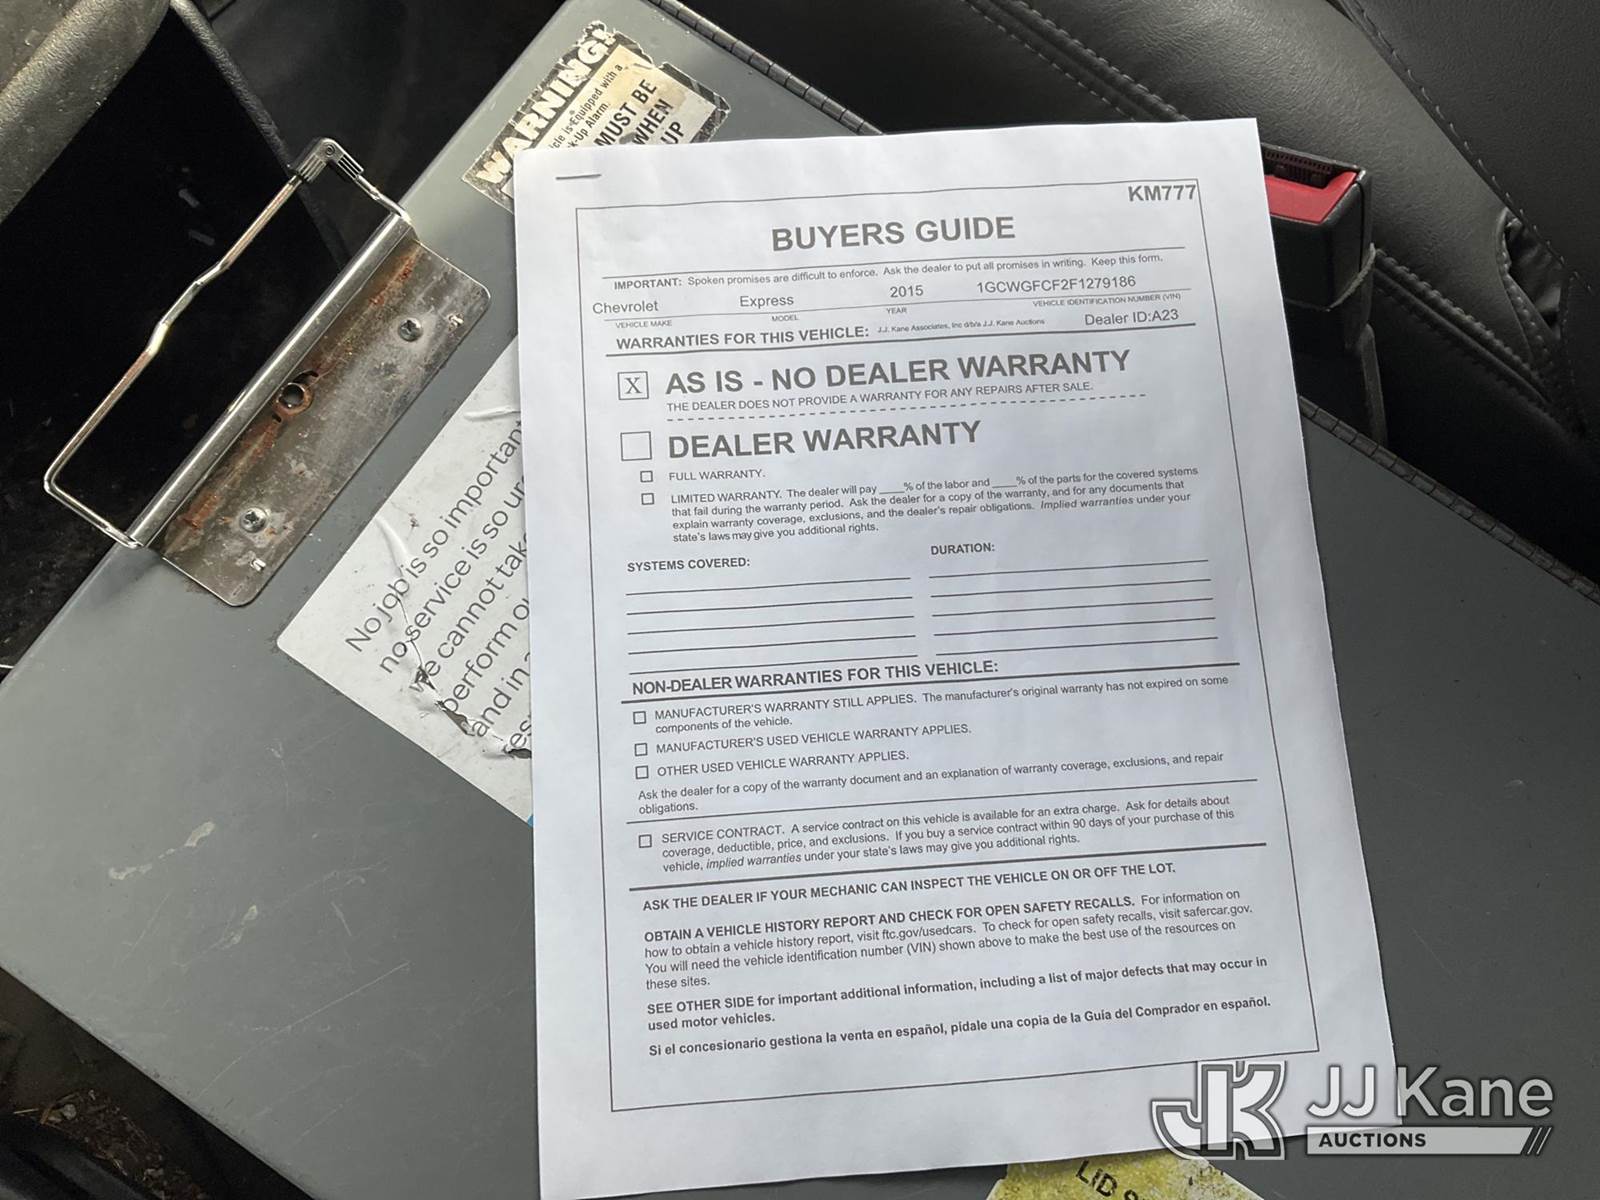 WARNING!
cle is Equipped with a
k-Up Alarm.
MUST BE
WHEN
UP
No job is so important
no service is so ur
we cannot take
perform ou
and in a
res
KM777
BUYERS GUIDE
IMPORTANT: Spoken promises are difficult to enforce. Ask the dealer to put all promises in writing. Keep this form.
Chevrolet Express 2015 1GCWGFCF2F1279186
VEHICLE MAKE MODEL YEAR VEHICLE IDENTIFICATION NUMBER (VIN)
WARRANTIES FOR THIS VEHICLE: J.J. Kane Associates, Inc d/b/a J.J. Kane Auctions Dealer ID:A23
X AS IS - NO DEALER WARRANTY
THE DEALER DOES NOT PROVIDE A WARRANTY FOR ANY REPAIRS AFTER SALE.
DEALER WARRANTY
FULL WARRANTY.
LIMITED WARRANTY. The dealer will pay ____% of the labor and ____% of the parts for the covered systems
that fail during the warranty period. Ask the dealer for a copy of the warranty, and for any documents that
explain warranty coverage, exclusions, and the dealer's repair obligations. Implied warranties under your
state's laws may give you additional rights.
SYSTEMS COVERED: DURATION:
NON-DEALER WARRANTIES FOR THIS VEHICLE:
MANUFACTURER'S WARRANTY STILL APPLIES. The manufacturer's original warranty has not expired on some
components of the vehicle.
MANUFACTURER'S USED VEHICLE WARRANTY APPLIES.
OTHER USED VEHICLE WARRANTY APPLIES.
Ask the dealer for a copy of the warranty document and an explanation of warranty coverage, exclusions, and repair
obligations.
SERVICE CONTRACT. A service contract on this vehicle is available for an extra charge. Ask for details about
coverage, deductible, price, and exclusions. If you buy a service contract within 90 days of your purchase of this
vehicle, implied warranties under your state's laws may give you additional rights.
ASK THE DEALER IF YOUR MECHANIC CAN INSPECT THE VEHICLE ON OR OFF THE LOT.
OBTAIN A VEHICLE HISTORY REPORT AND CHECK FOR OPEN SAFETY RECALLS. For information on
how to obtain a vehicle history report, visit ftc.gov/usedcars. To check for open safety recalls, visit safercar.gov.
You will need the vehicle identification number (VIN) shown above to make the best use of the resources on
these sites.
SEE OTHER SIDE for important additional information, including a list of major defects that may occur in
used motor vehicles.
Si el concesionario gestiona la venta en español, pídale una copia de la Guía del Comprador en español.
JJ Kane
AUCTIONS
LID S